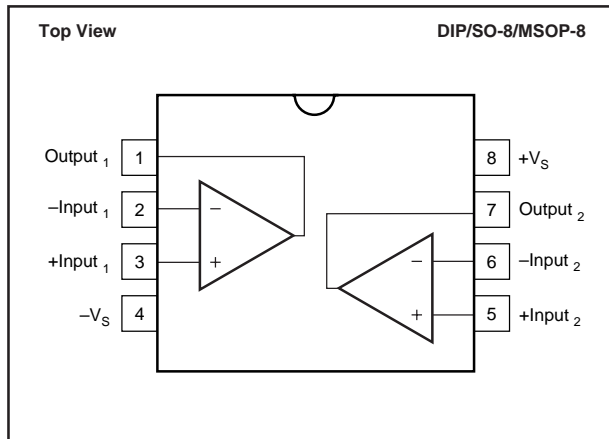 Top View DIP/SO-8/MSOP-8
Output 1 1 8 +VS
–Input 1 2 7 Output 2
+Input 1 3 6 –Input 2
–VS 4 5 +Input 2
– +
– +